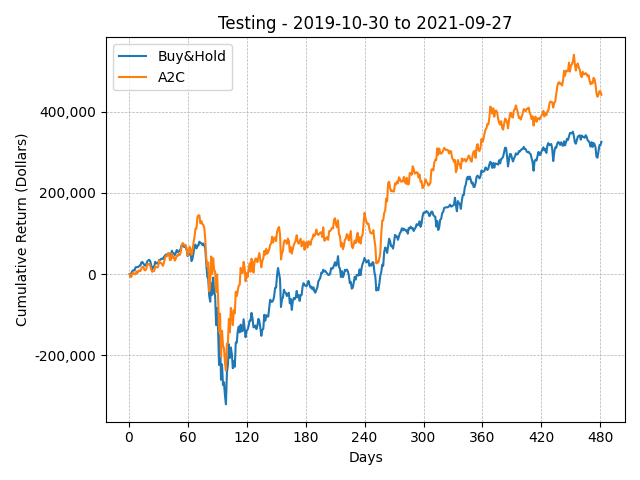 Testing - 2019-10-30 to 2021-09-27
Buy&Hold
A2C
Cumulative Return (Dollars)
400,000
200,000
0
-200,000
0 60 120 180 240 300 360 420 480
Days